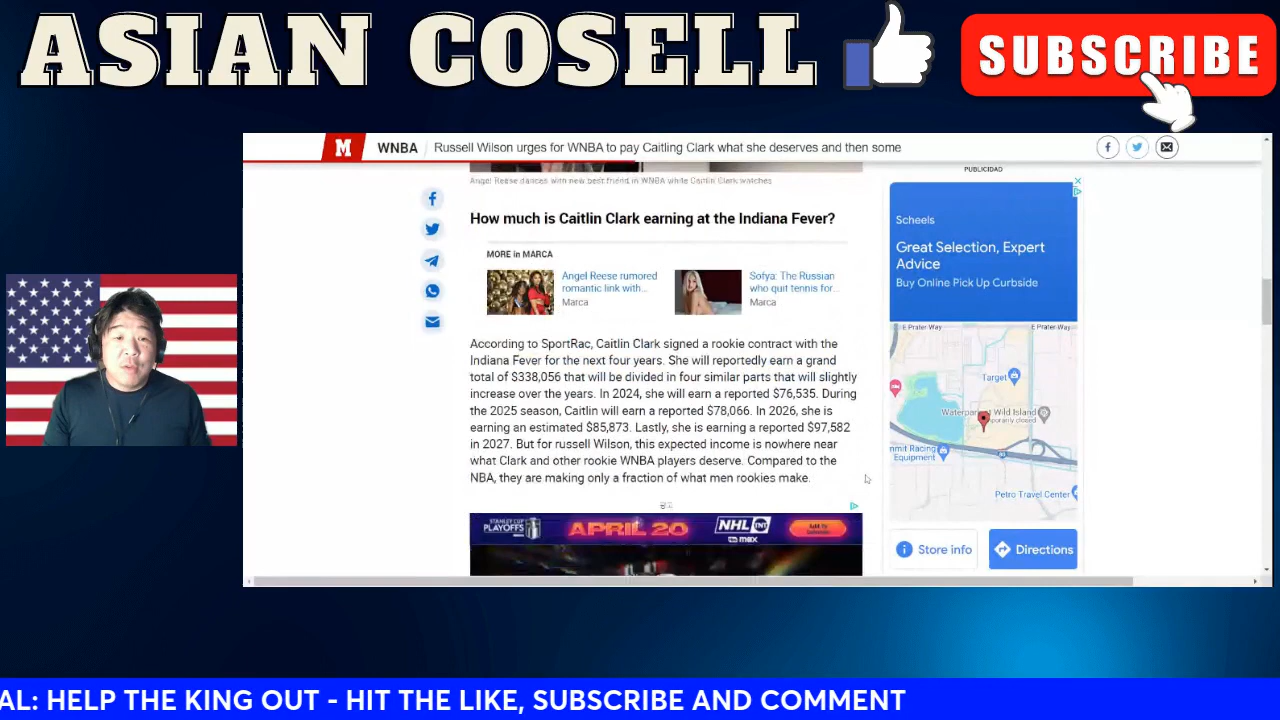 ASIAN COSELL
SUBSCRIBE
M
WNBA
Russell Wilson urges for WNBA to pay Caitling Clark what she deserves and then some
Angel Reese dances with new best friend in WNBA while Caitlin Clark watches
PUBLICIDAD
How much is Caitlin Clark earning at the Indiana Fever?
MORE in MARCA
Angel Reese rumored
romantic link with...
Marca
Sofya: The Russian
who quit tennis for...
Marca
According to SportRac, Caitlin Clark signed a rookie contract with the
Indiana Fever for the next four years. She will reportedly earn a grand
total of $338,056 that will be divided in four similar parts that will slightly
increase over the years. In 2024, she will earn a reported $76,535. During
the 2025 season, Caitlin will earn a reported $78,066. In 2026, she is
earning an estimated $85,873. Lastly, she is earning a reported $97,582
in 2027. But for russell Wilson, this expected income is nowhere near
what Clark and other rookie WNBA players deserve. Compared to the
NBA, they are making only a fraction of what men rookies make.
STANLEY CUP
PLAYOFFS
APRIL 20
NHL
TNT
max
Scheels
Great Selection, Expert
Advice
Buy Online Pick Up Curbside
E Prater Way
E Prater Way
Target
Wild Island
mmit Racing
Equipment
Petro Travel Center
Store info
Directions
AL: HELP THE KING OUT - HIT THE LIKE, SUBSCRIBE AND COMMENT